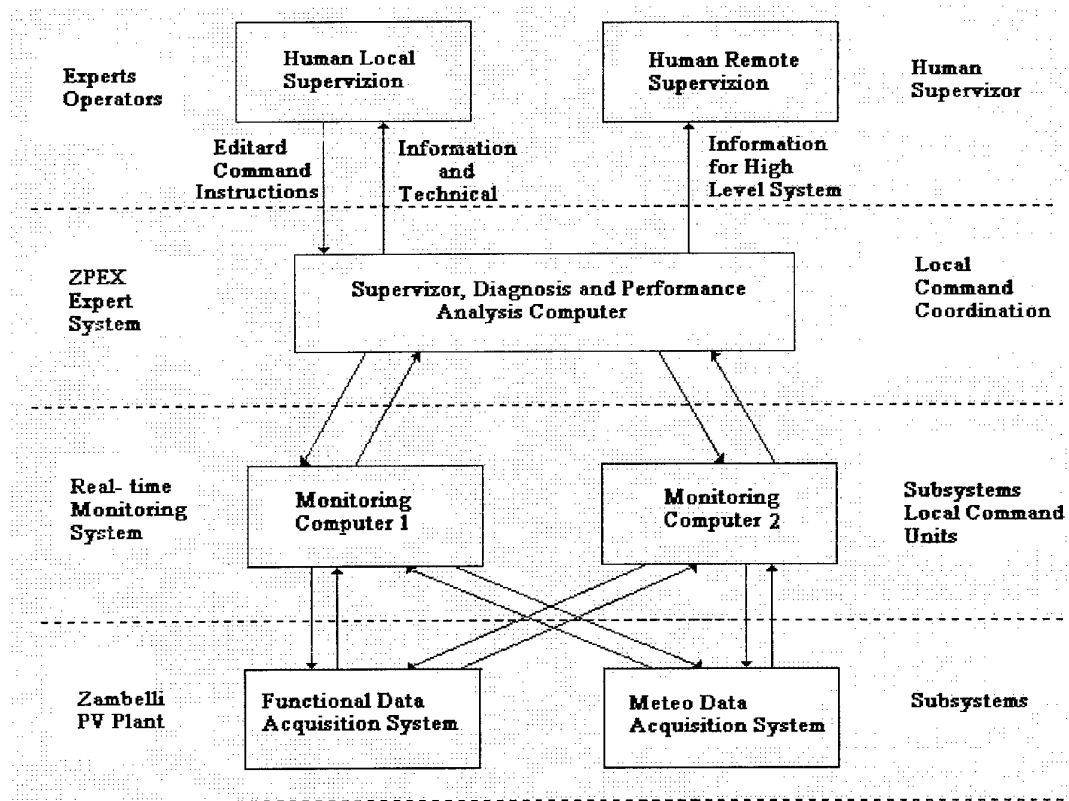 Experts
Operators
Human Local
Supervizion
Human Remote
Supervizion
Human
Supervizor
Editard
Command
Instructions
Information
and
Technical
Information
for High
Level System
ZPEX
Expert
System
Supervizor, Diagnosis and Performance
Analysis Computer
Local
Command
Coordination
Real- time
Monitoring
System
Monitoring
Computer 1
Monitoring
Computer 2
Subsystems
Local Command
Units
Zambelli
PV Plant
Functional Data
Acquisition System
Meteo Data
Acquisition System
Subsystems